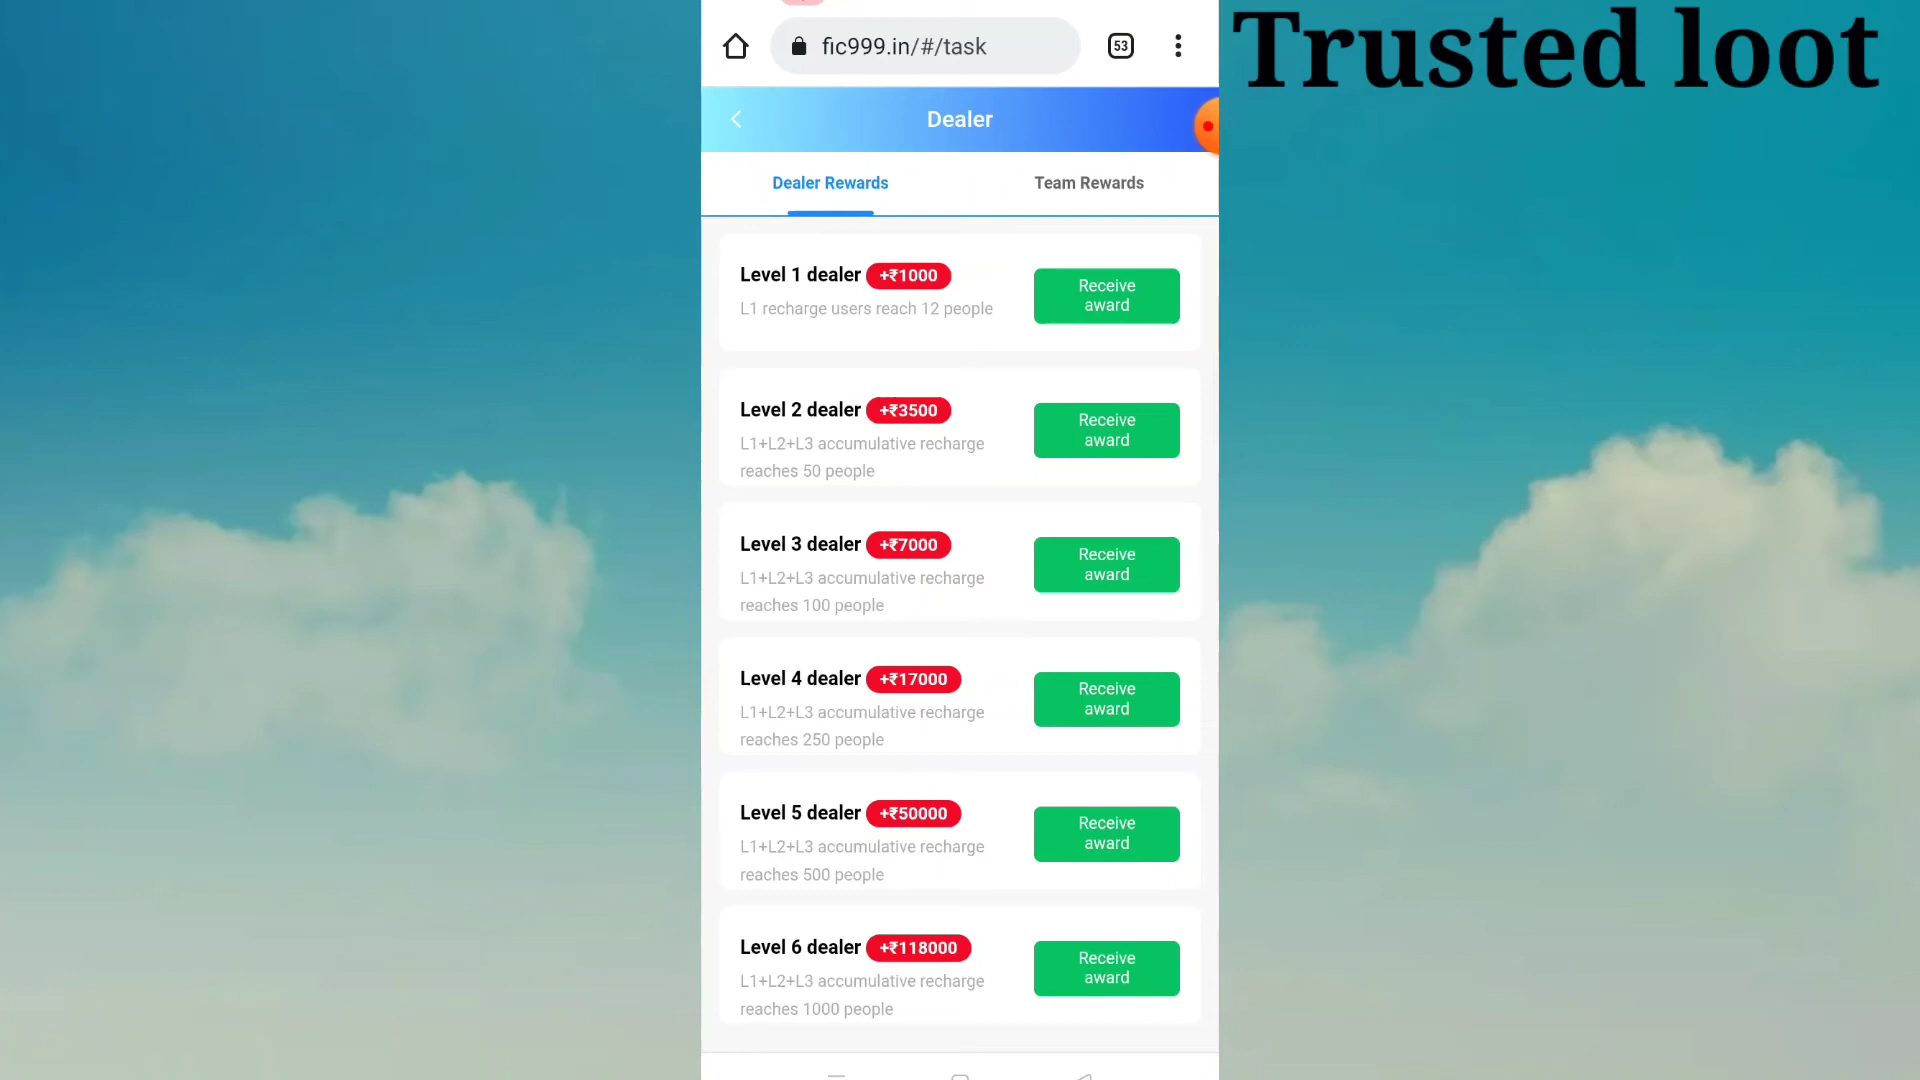 Trusted loot
fic999.in/#/task
53
Dealer
Dealer Rewards
Team Rewards
Level 1 dealer +₹1000
L1 recharge users reach 12 people
Receive
award
Level 2 dealer +₹3500
L1+L2+L3 accumulative recharge
reaches 50 people
Receive
award
Level 3 dealer +₹7000
L1+L2+L3 accumulative recharge
reaches 100 people
Receive
award
Level 4 dealer +₹17000
L1+L2+L3 accumulative recharge
reaches 250 people
Receive
award
Level 5 dealer +₹50000
L1+L2+L3 accumulative recharge
reaches 500 people
Receive
award
Level 6 dealer +₹118000
L1+L2+L3 accumulative recharge
reaches 1000 people
Receive
award